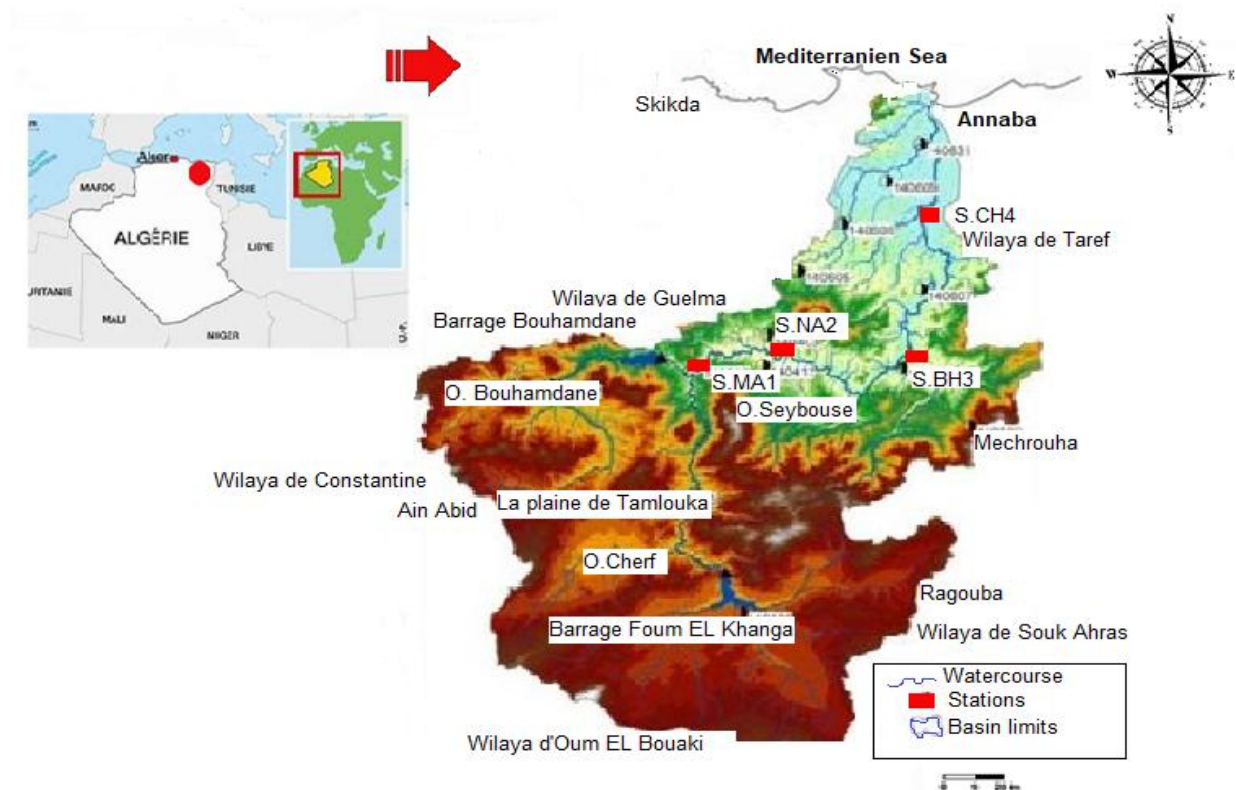 Mediterranien Sea
Skikda
Annaba
N
W
E
S
Alger
MAROC
TUNISIE
ALGÉRIE
LIBYE
MALI
NIGER
S.CH4
Wilaya de Taref
140631
140607
Wilaya de Guelma
Barrage Bouhamdane
S.NA2
S.MA1
S.BH3
O. Bouhamdane
O.Seybouse
Mechrouha
Wilaya de Constantine
Ain Abid
La plaine de Tamlouka
O.Cherf
Ragouba
Barrage Foum EL Khanga
Wilaya de Souk Ahras
Watercourse
Stations
Basin limits
Wilaya d'Oum EL Bouaki